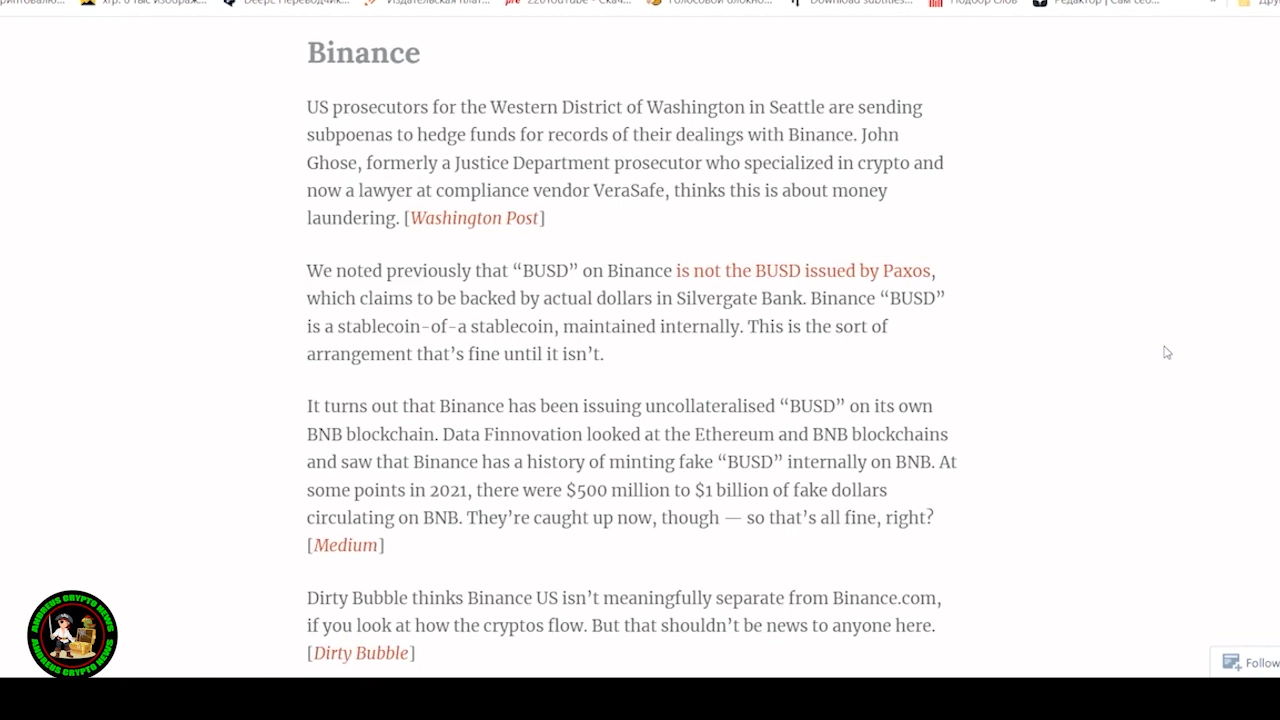 Binance
US prosecutors for the Western District of Washington in Seattle are sending
subpoenas to hedge funds for records of their dealings with Binance. John
Ghose, formerly a Justice Department prosecutor who specialized in crypto and
now a lawyer at compliance vendor VeraSafe, thinks this is about money
laundering. [Washington Post]
We noted previously that “BUSD” on Binance is not the BUSD issued by Paxos,
which claims to be backed by actual dollars in Silvergate Bank. Binance “BUSD”
is a stablecoin-of-a stablecoin, maintained internally. This is the sort of
arrangement that’s fine until it isn’t.
It turns out that Binance has been issuing uncollateralised “BUSD” on its own
BNB blockchain. Data Finnovation looked at the Ethereum and BNB blockchains
and saw that Binance has a history of minting fake “BUSD” internally on BNB. At
some points in 2021, there were $500 million to $1 billion of fake dollars
circulating on BNB. They’re caught up now, though — so that’s all fine, right?
[Medium]
Dirty Bubble thinks Binance US isn’t meaningfully separate from Binance.com,
if you look at how the cryptos flow. But that shouldn’t be news to anyone here.
[Dirty Bubble]
Follow
ANDREUS CRYPTO NEWS
ANDREUS CRYPTO NEWS